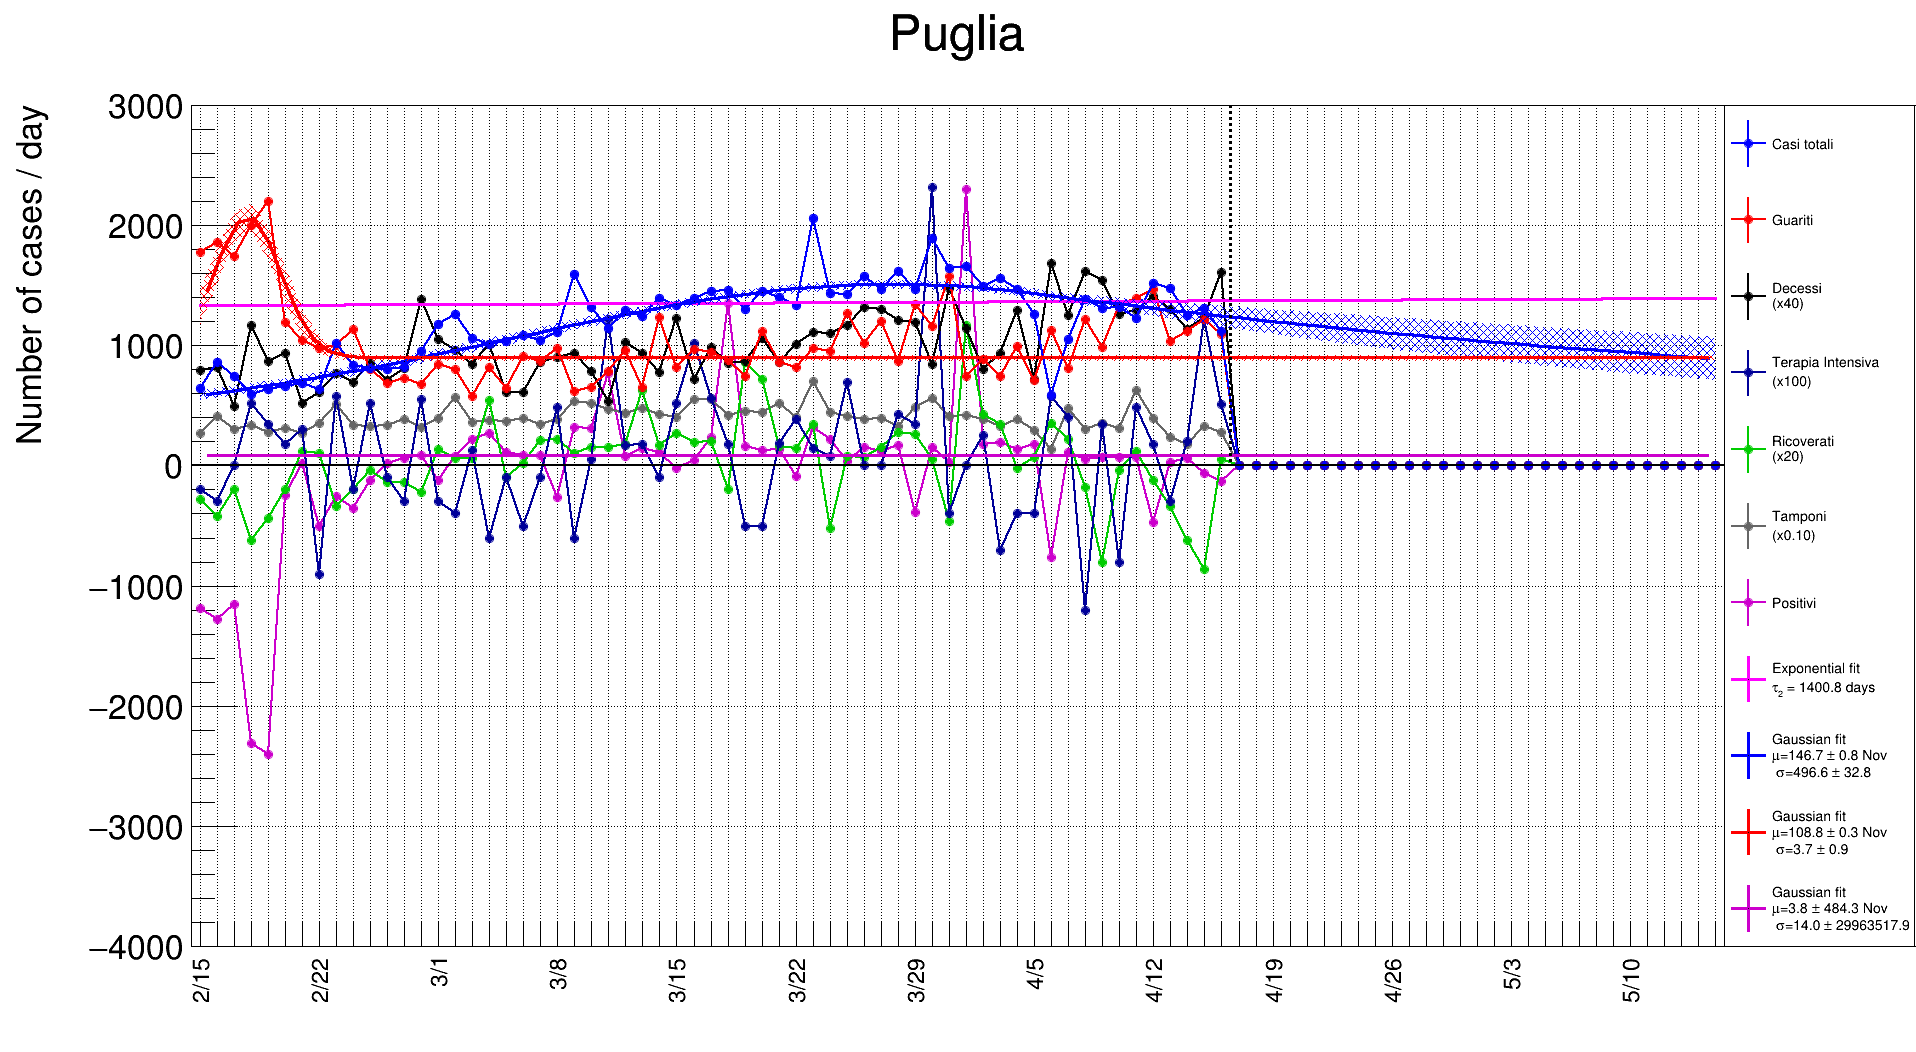 Puglia
Number of cases / day
3000
2000
1000
0
−1000
−2000
−3000
−4000
2/15
2/22
3/1
3/8
3/15
3/22
3/29
4/5
4/12
4/19
4/26
5/3
5/10
Casi totali
Guariti
Decessi
(x40)
Terapia Intensiva
(x100)
Ricoverati
(x20)
Tamponi
(x0.10)
Positivi
Exponential fit
τ2 = 1400.8 days
Gaussian fit
μ=146.7 ± 0.8 Nov
σ=496.6 ± 32.8
Gaussian fit
μ=108.8 ± 0.3 Nov
σ=3.7 ± 0.9
Gaussian fit
μ=3.8 ± 484.3 Nov
σ=14.0 ± 29963517.9